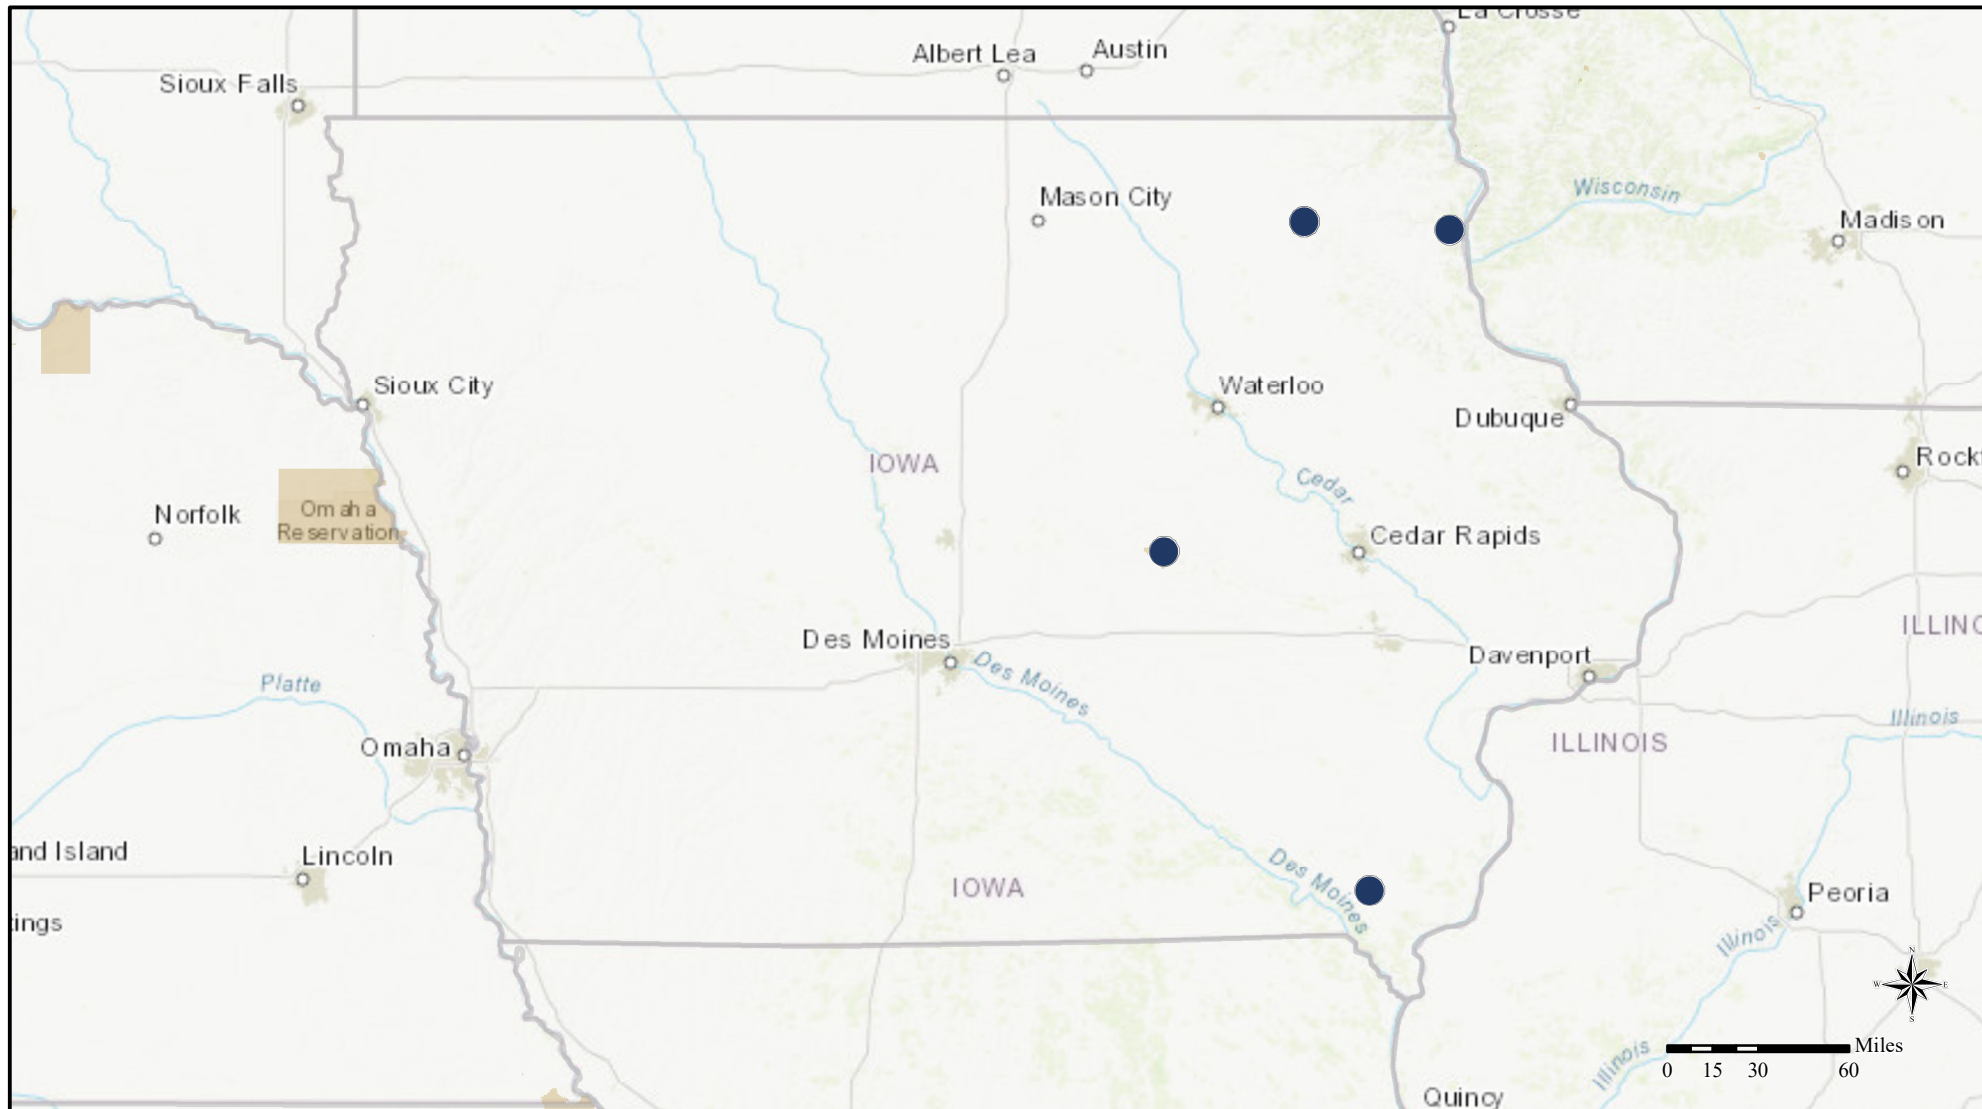 La Crosse
Albert Lea
Austin
Sioux Falls
Mason City
Wisconsin
Madison
Sioux City
Waterloo
Dubuque
IOWA
Rock
Cedar
Norfolk
Omaha
Reservation
Cedar Rapids
ILLINO
Des Moines
Davenport
Des Moines
Platte
Illinois
Omaha
ILLINOIS
and Island
Lincoln
Des Moines
IOWA
Peoria
ings
Illinois
N
W E
S
Miles
0 15 30 60
Illinois
Quincy